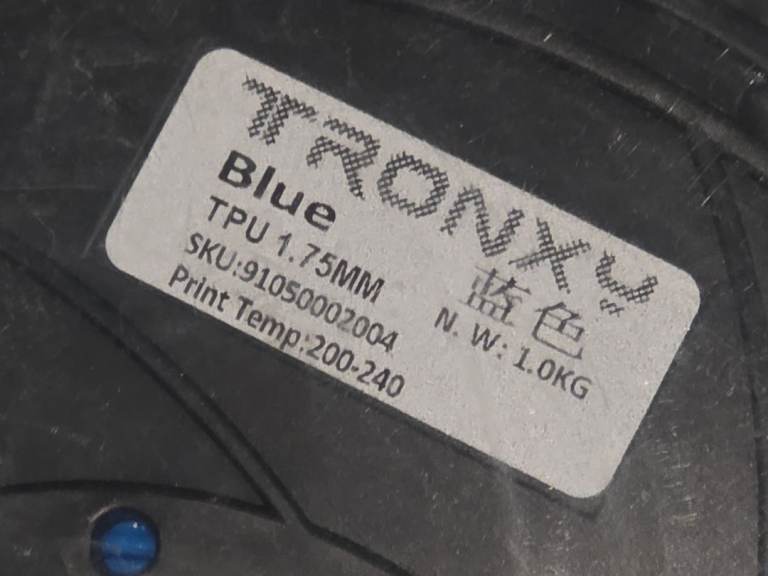 TRONXY
Blue 蓝色
TPU 1.75MM N. W: 1.0KG
SKU:91050002004
Print Temp:200-240